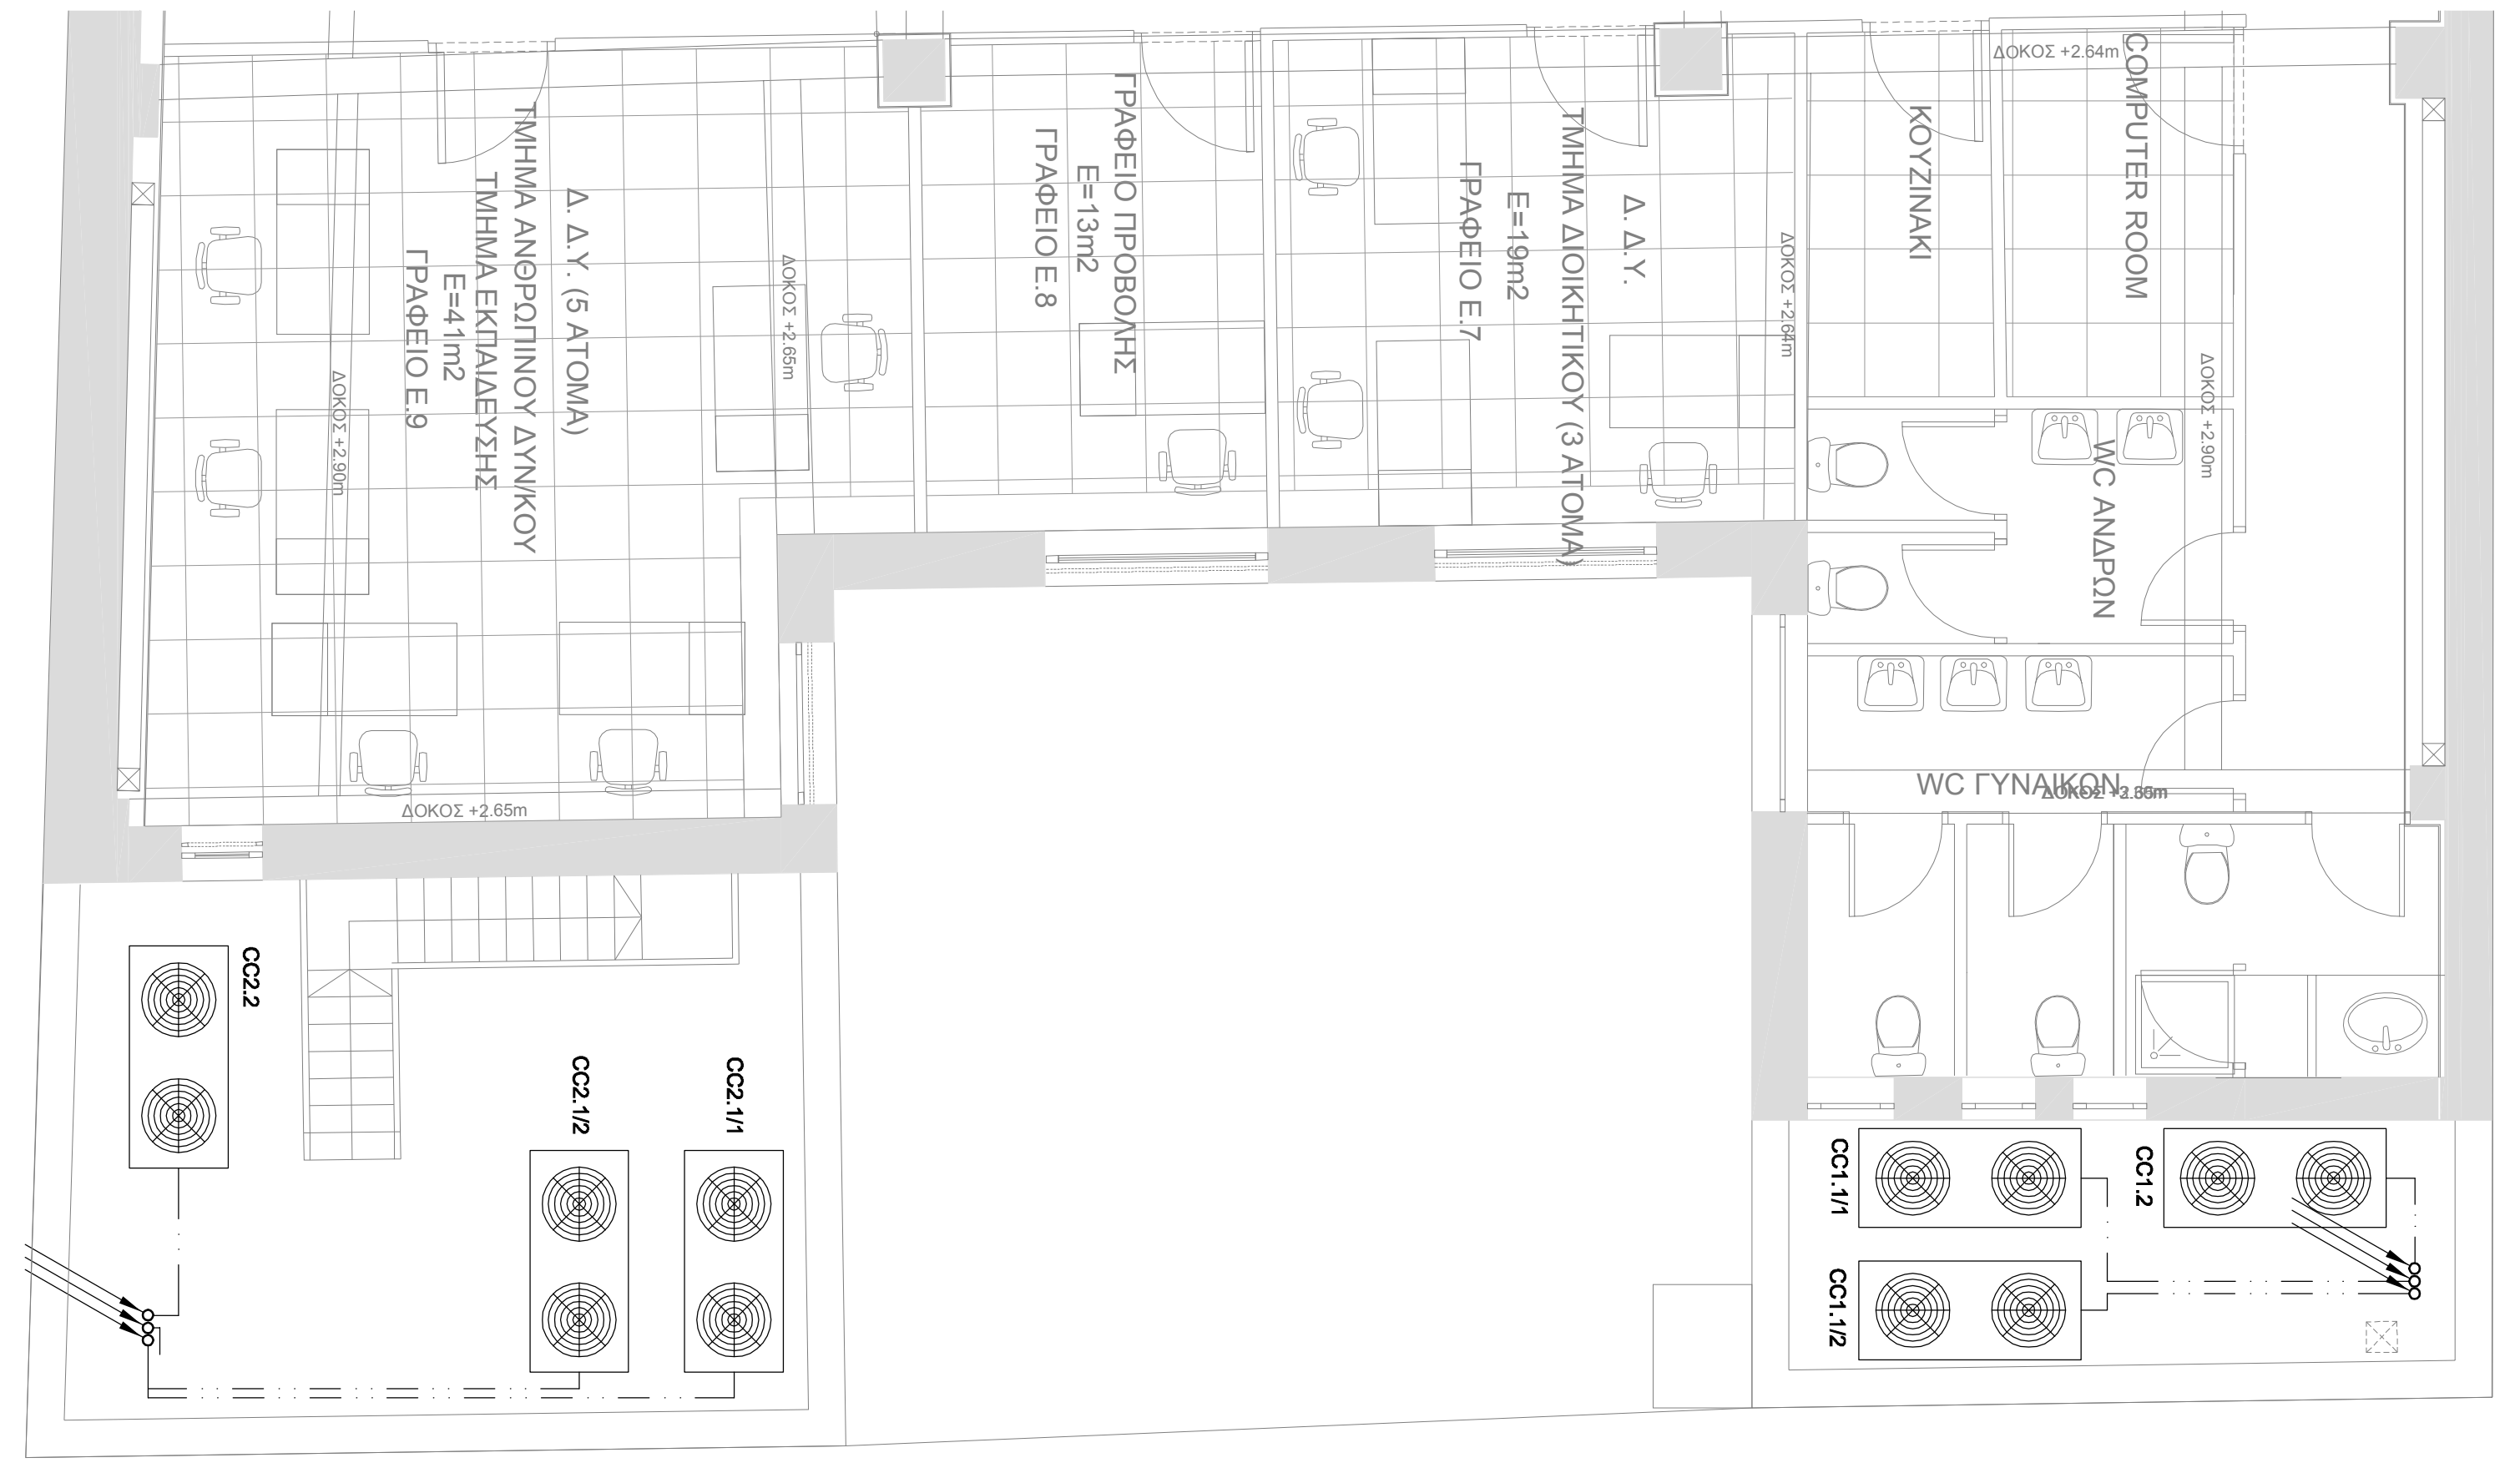 ΔΟΚΟΣ +2.64m
COMPUTER ROOM
ΚΟΥΖΙΝΑΚΙ
Δ. Δ.Υ.
ΤΜΗΜΑ ΔΙΟΙΚΗΤΙΚΟΥ (3 ΑΤΟΜΑ)
E=19m2
ΓΡΑΦΕΙΟ Ε.7
ΓΡΑΦΕΙΟ ΠΡΟΒΟΛΗΣ
E=13m2
ΓΡΑΦΕΙΟ Ε.8
Δ. Δ.Υ. (5 ΑΤΟΜΑ)
ΤΜΗΜΑ ΑΝΘΡΩΠΙΝΟΥ ΔΥΝ/ΚΟΥ
ΤΜΗΜΑ ΕΚΠΑΙΔΕΥΣΗΣ
E=41m2
ΓΡΑΦΕΙΟ Ε.9
ΔΟΚΟΣ +2.90m
ΔΟΚΟΣ +2.65m
ΔΟΚΟΣ +2.64m
ΔΟΚΟΣ +2.90m
WC ΑΝΔΡΩΝ
WC ΓΥΝΑΙΚΩΝ
ΔΟΚΟΣ
ΔΟΚΟΣ +2.65m
CC2.2
CC2.1/2
CC2.1/1
CC1.1/1
CC1.2
CC1.1/2